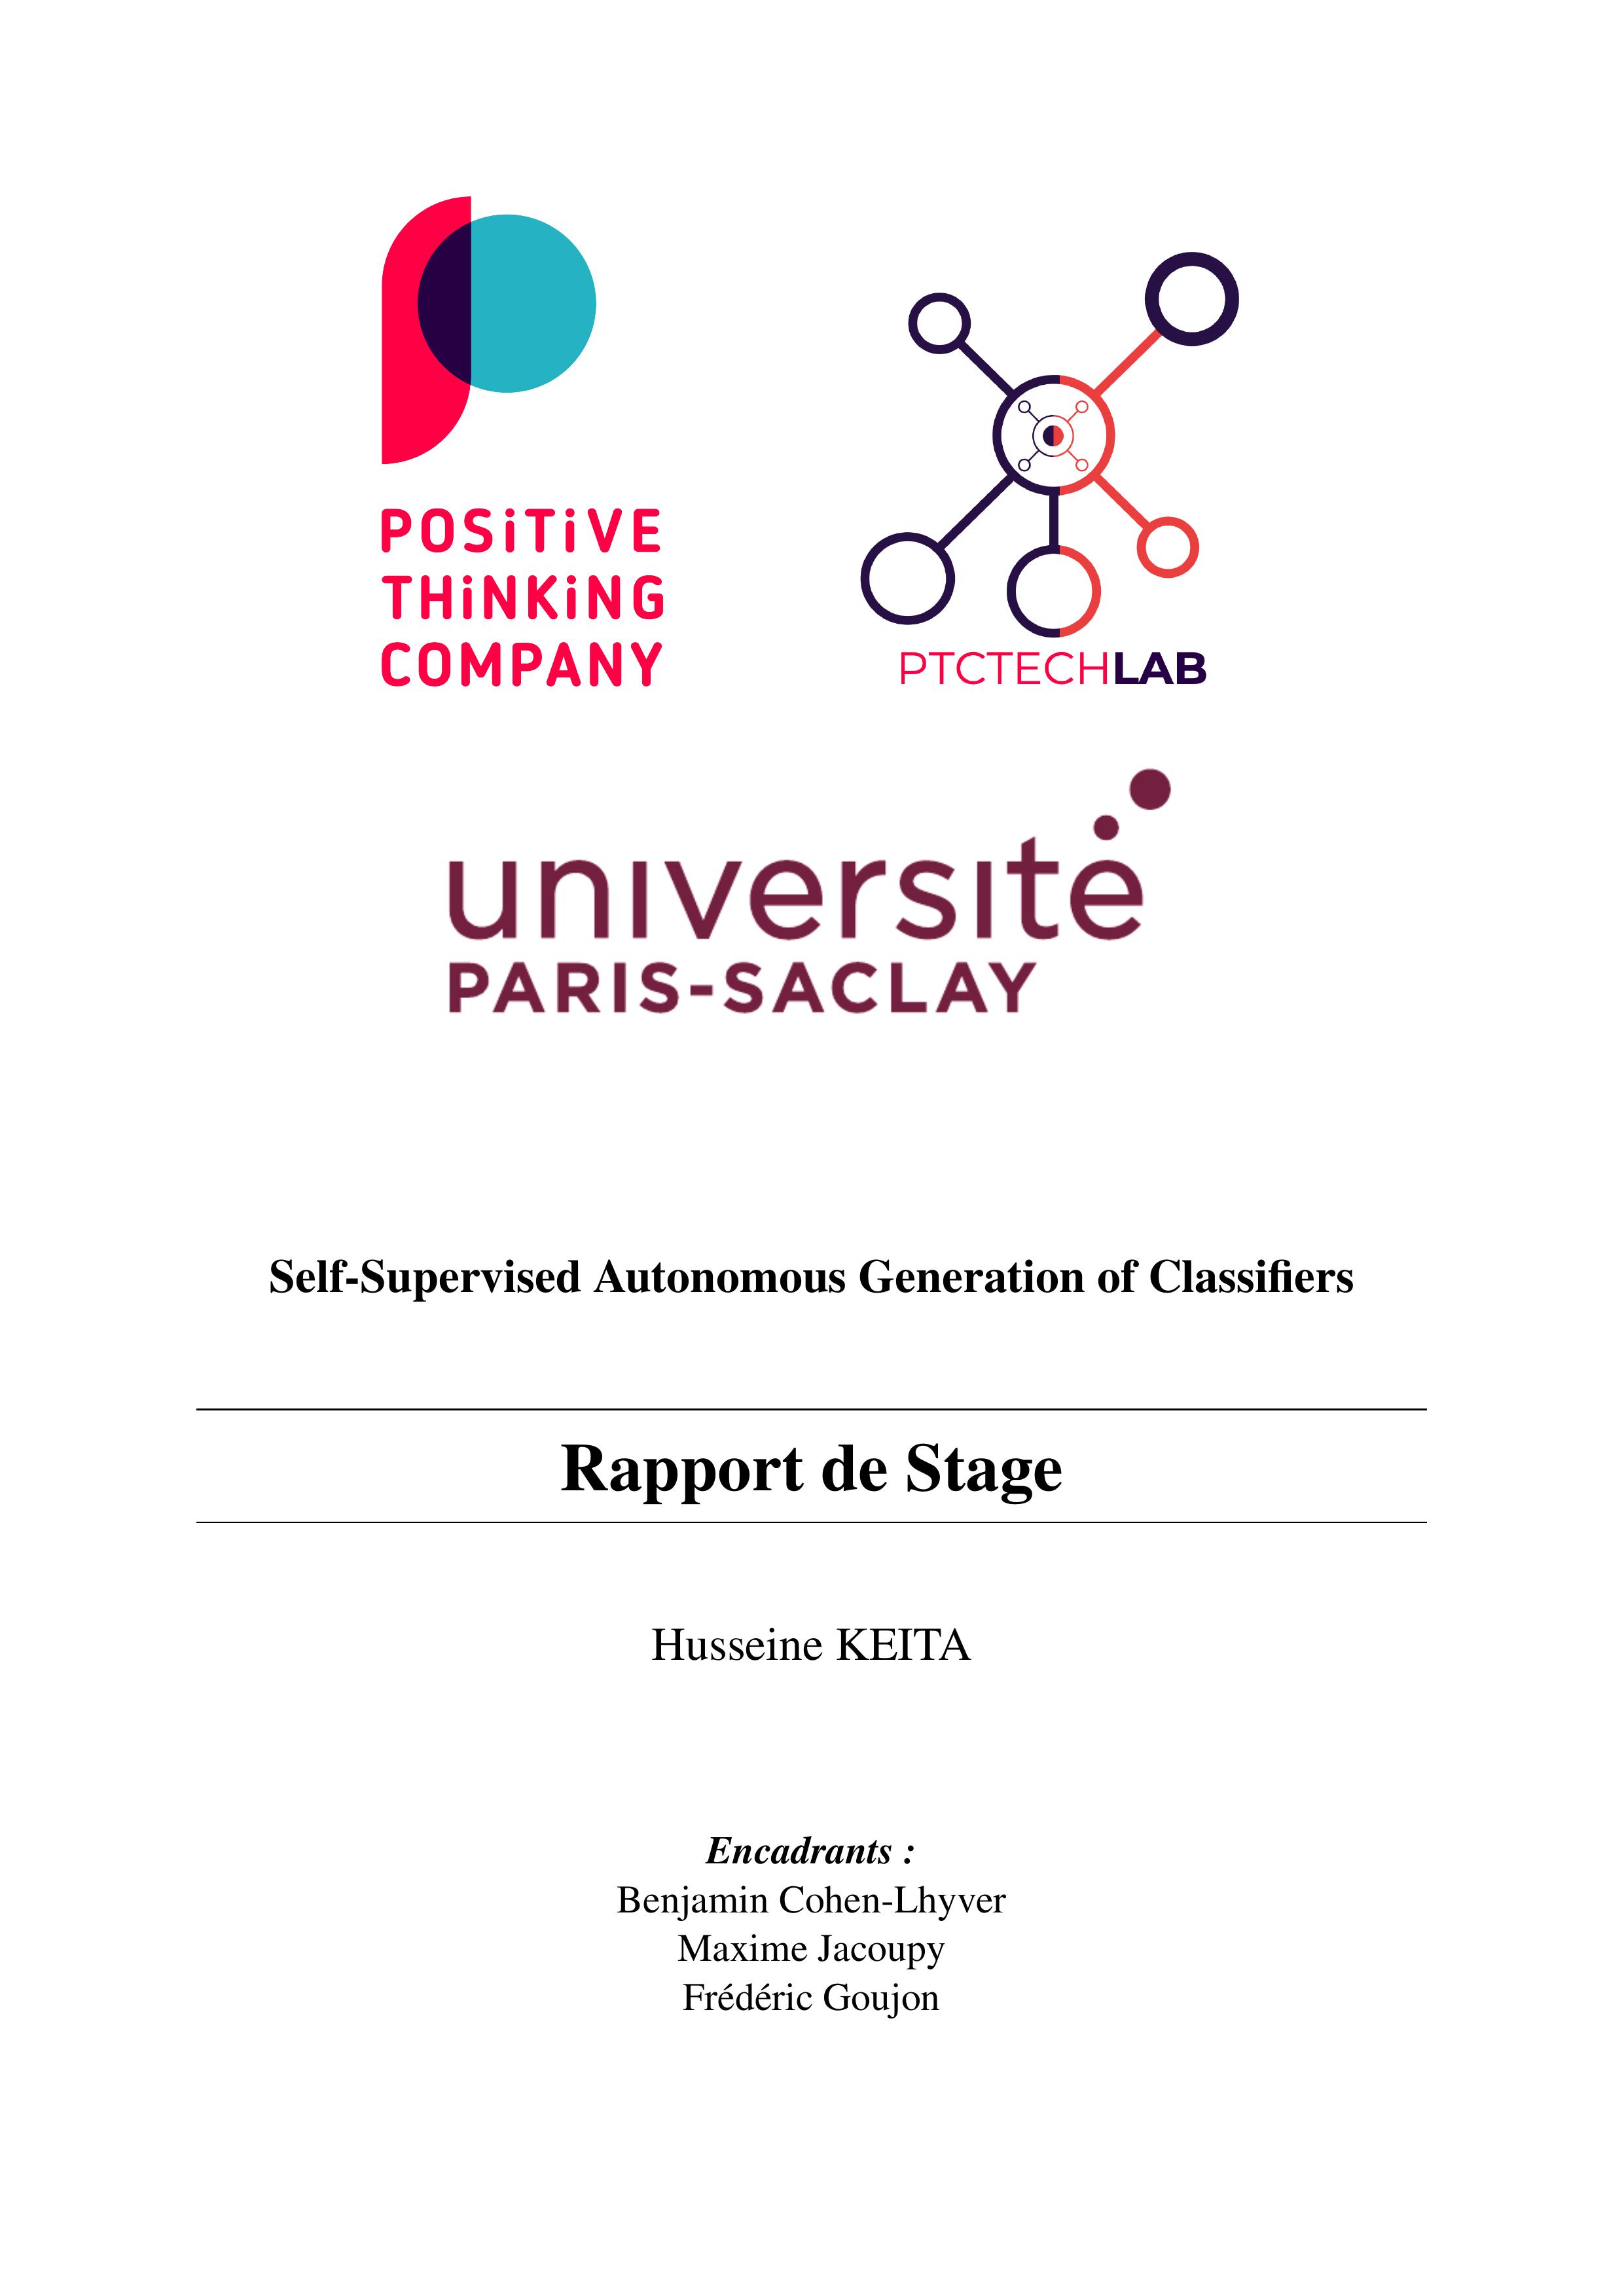 POSiTiVE
THiNKiNG
COMPANY
PTCTECHLAB
université
PARIS-SACLAY
Self-Supervised Autonomous Generation of Classifiers
Rapport de Stage
Husseine KEITA
Encadrants :
Benjamin Cohen-Lhyver
Maxime Jacoupy
Frédéric Goujon